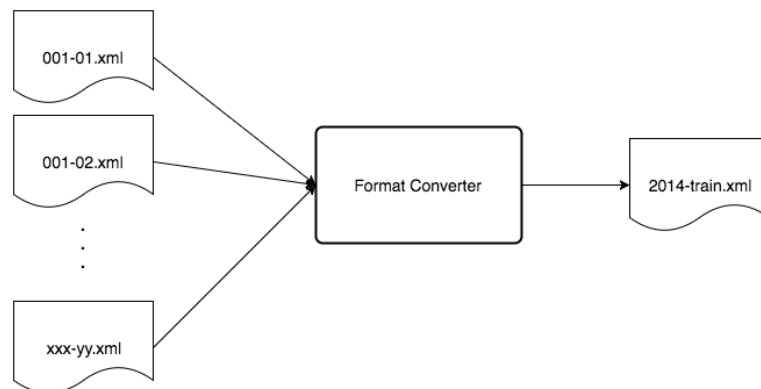 001-01.xml
001-02.xml
.
.
.
xxx-yy.xml
Format Converter
2014-train.xml